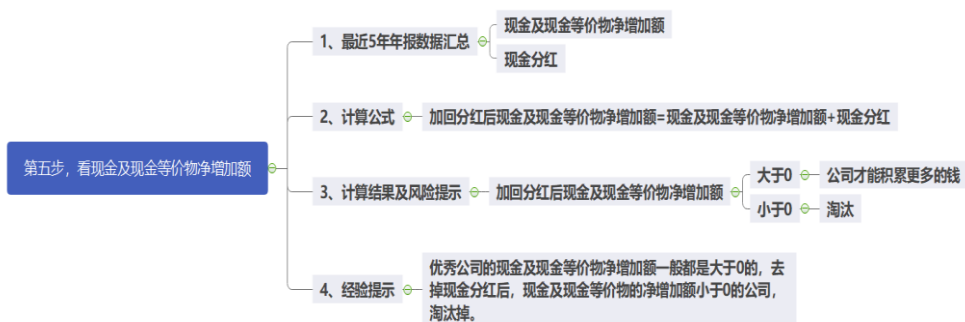 第五步，看现金及现金等价物净增加额
1、最近5年年报数据汇总
现金及现金等价物净增加额
现金分红
2、计算公式
加回分红后现金及现金等价物净增加额=现金及现金等价物净增加额+现金分红
3、计算结果及风险提示
加回分红后现金及现金等价物净增加额
大于0
公司才能积累更多的钱
小于0
淘汰
4、经验提示
优秀公司的现金及现金等价物净增加额一般都是大于0的，去
掉现金分红后，现金及现金等价物的净增加额小于0的公司，
淘汰掉。